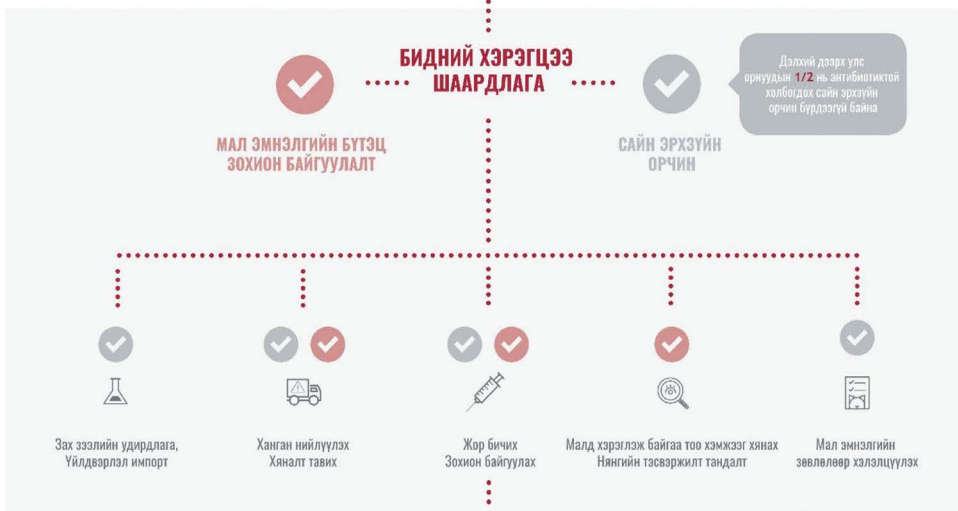 БИДНИЙ ХЭРЭГЦЭЭ
ШААРДЛАГА
МАЛ ЭМНЭЛГИЙН БҮТЭЦ
ЗОХИОН БАЙГУУЛАЛТ
САЙН ЭРХЗҮЙН
ОРЧИН
Дэлхий дээрх улс
орнуудын 1/2 нь антибиотиктой
холбогдох сайн эрхзүйн
орчин бүрдээгүй байна
Зах зээлийн удирдлага,
Үйлдвэрлэл импорт
Ханган нийлүүлэх
Хяналт тавих
Жор бичих
Зохион байгуулах
Малд хэрэглэж байгаа тоо хэмжээг хянах
Нянгийн тэсвэржилт тандалт
Мал эмнэлгийн
зөвлөлөөр хэлэлцүүлэх